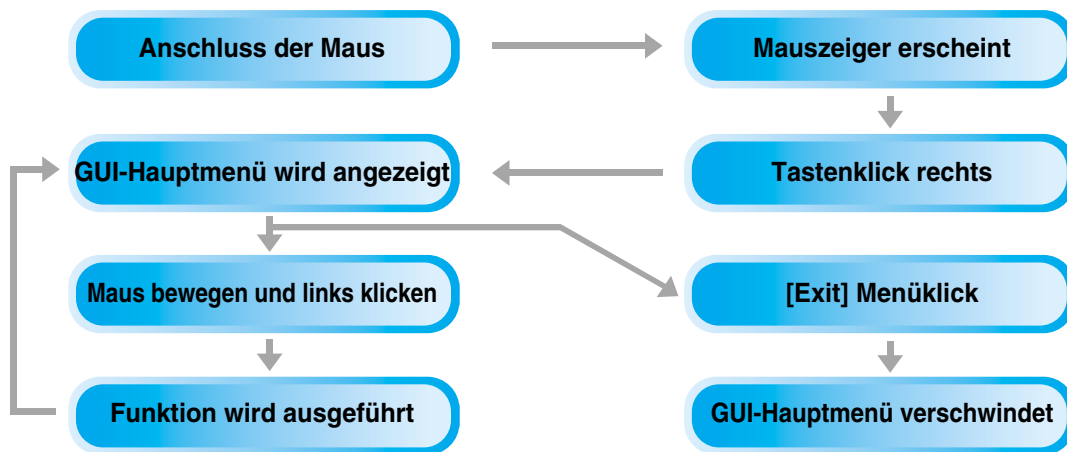 Anschluss der Maus
Mauszeiger erscheint
GUI-Hauptmenü wird angezeigt
Tastenklick rechts
Maus bewegen und links klicken
[Exit] Menüklick
Funktion wird ausgeführt
GUI-Hauptmenü verschwindet